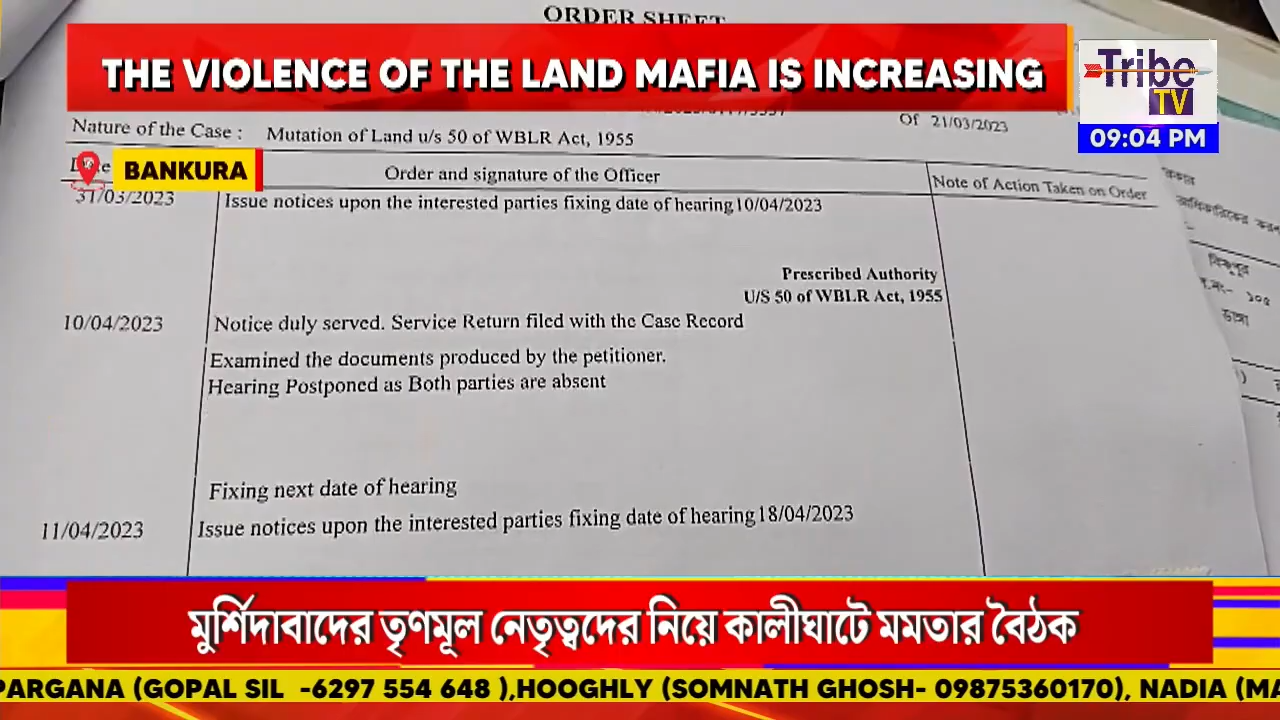 ORDER SHEET
THE VIOLENCE OF THE LAND MAFIA IS INCREASING
Tribe
TV
09:04 PM
Of 21/03/2023
Nature of the Case : Mutation of Land u/s 50 of WBLR Act, 1955
BANKURA
Order and signature of the Officer
Note of Action Taken on Order
31/03/2023 Issue notices upon the interested parties fixing date of hearing10/04/2023
Prescribed Authority
U/S 50 of WBLR Act, 1955
10/04/2023 Notice duly served. Service Return filed with the Case Record
Examined the documents produced by the petitioner.
Hearing Postponed as Both parties are absent
Fixing next date of hearing
11/04/2023 Issue notices upon the interested parties fixing date of hearing18/04/2023
বিষ্ণুপুর
১০৫
ডাঙ্গা
মুর্শিদাবাদের তৃণমূল নেতৃত্বদের নিয়ে কালীঘাটে মমতার বৈঠক
PARGANA (GOPAL SIL -6297 554 648 ),HOOGHLY (SOMNATH GHOSH- 09875360170), NADIA (MA